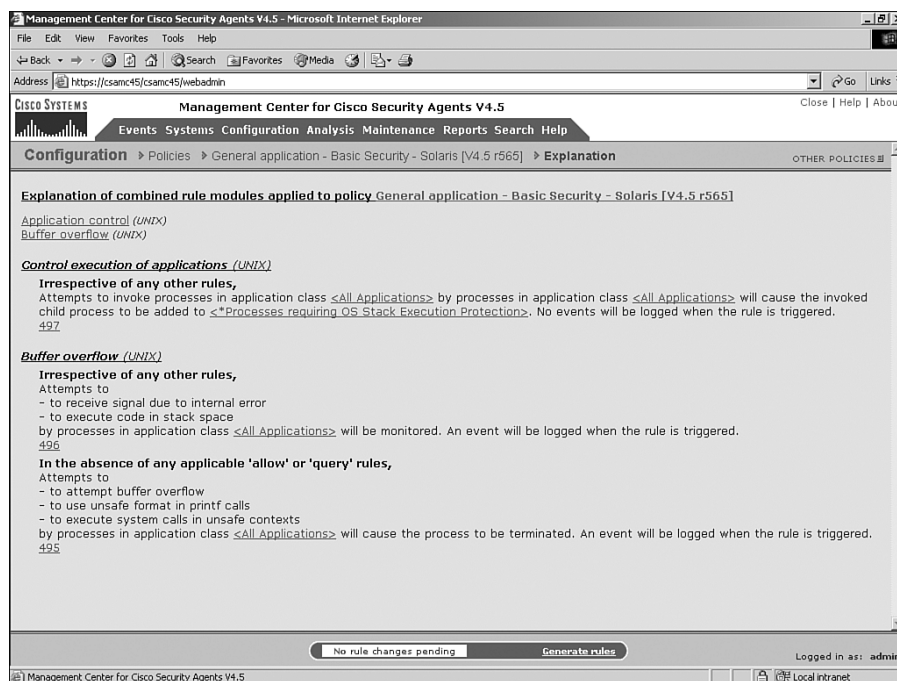 Management Center for Cisco Security Agents V4.5 - Microsoft Internet Explorer
File Edit View Favorites Tools Help
Back Search Favorites Media
Address https://csamc45/csamc45/webadmin Go Links
Close | Help | Abou
CISCO SYSTEMS Management Center for Cisco Security Agents V4.5
Events Systems Configuration Analysis Maintenance Reports Search Help
Configuration Policies General application - Basic Security - Solaris [V4.5 r565] Explanation OTHER POLICIES
Explanation of combined rule modules applied to policy General application - Basic Security - Solaris [V4.5 r565]
Application control (UNIX)
Buffer overflow (UNIX)
Control execution of applications (UNIX)
Irrespective of any other rules,
Attempts to invoke processes in application class <All Applications> by processes in application class <All Applications> will cause the invoked
child process to be added to <*Processes requiring OS Stack Execution Protection>. No events will be logged when the rule is triggered.
497
Buffer overflow (UNIX)
Irrespective of any other rules,
Attempts to
- to receive signal due to internal error
- to execute code in stack space
by processes in application class <All Applications> will be monitored. An event will be logged when the rule is triggered.
496
In the absence of any applicable 'allow' or 'query' rules,
Attempts to
- to attempt buffer overflow
- to use unsafe format in printf calls
- to execute system calls in unsafe contexts
by processes in application class <All Applications> will cause the process to be terminated. An event will be logged when the rule is triggered.
495
No rule changes pending Generate rules
Logged in as: admin
Management Center for Cisco Security Agents V4.5 Local intranet